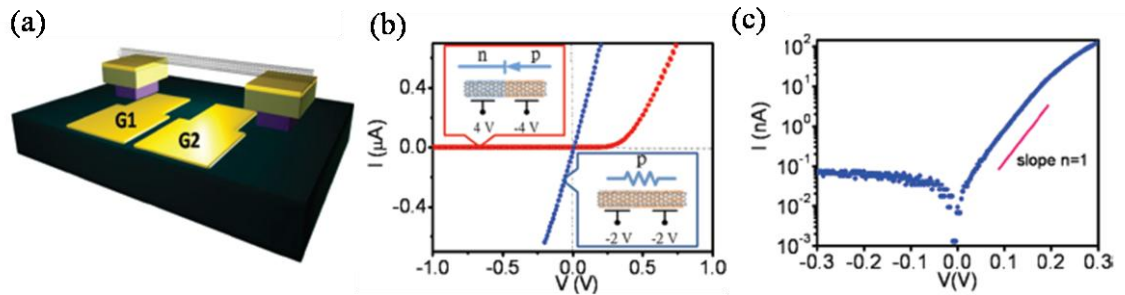 (a)
G1
G2
(b)
I (µA)
0.4
0.0
-0.4
n p
4 V -4 V
p
-2 V -2 V
-1.0 -0.5 0.0 0.5 1.0
V (V)
(c)
I (nA)
10²
10¹
10⁰
10⁻¹
10⁻²
10⁻³
slope n=1
-0.3 -0.2 -0.1 0.0 0.1 0.2 0.3
V(V)